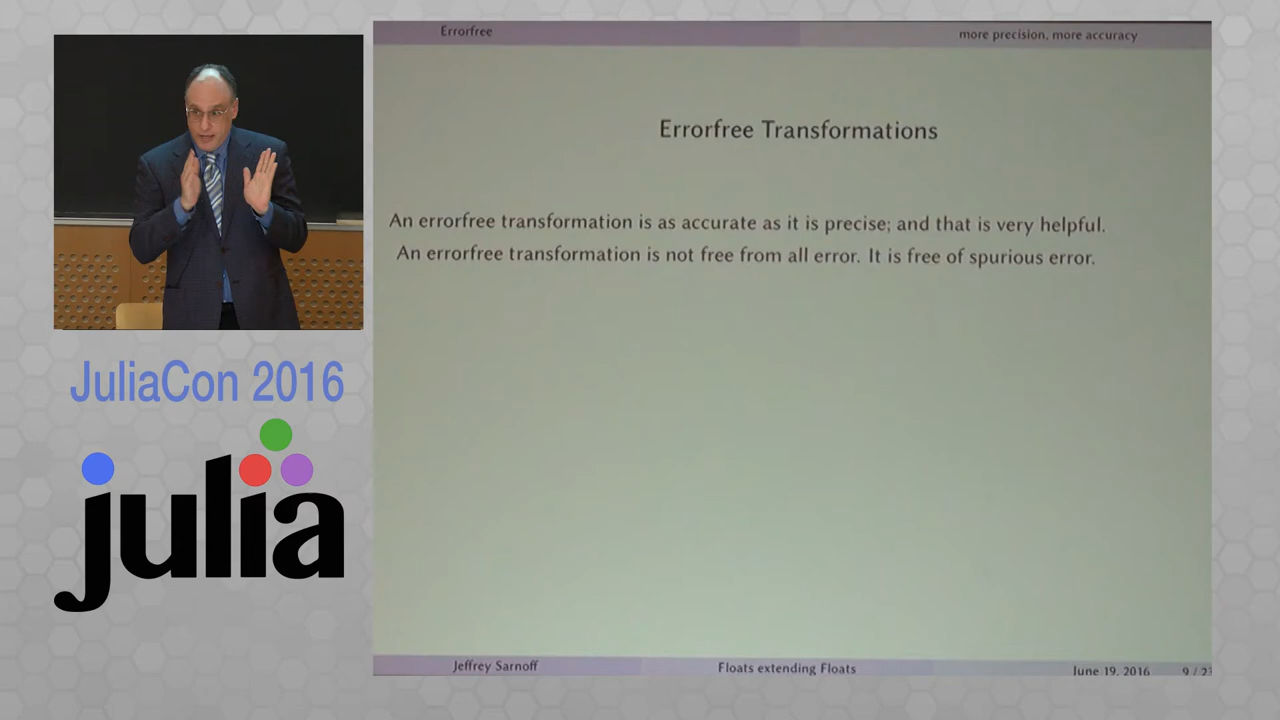 Errorfree
more precision, more accuracy
Errorfree Transformations
An errorfree transformation is as accurate as it is precise; and that is very helpful.
An errorfree transformation is not free from all error. It is free of spurious error.
JuliaCon 2016
julia
Jeffrey Sarnoff
Floats extending Floats
June 19, 2016
9 /